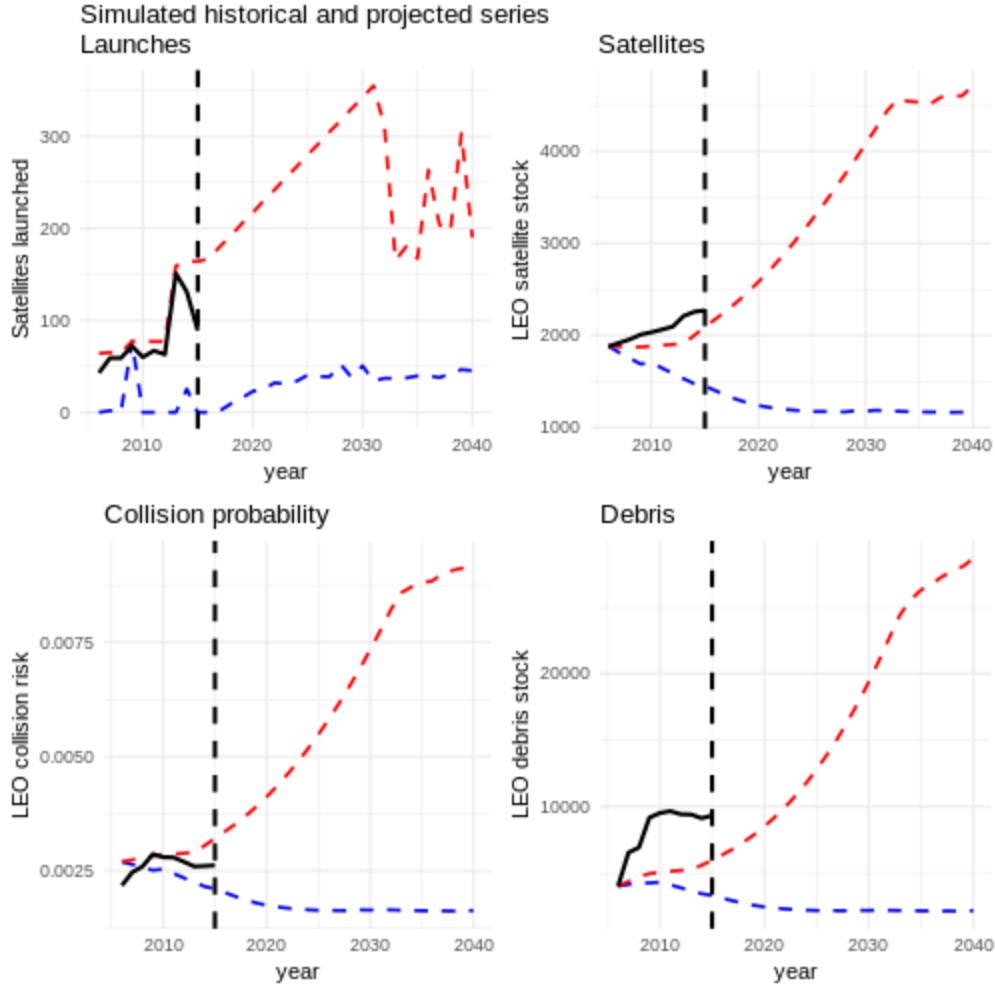 Simulated historical and projected series
Launches
Satellites launched
300
200
100
0
2010
2020
2030
2040
year
Satellites
LEO satellite stock
4000
3000
2000
1000
2010
2020
2030
2040
year
Collision probability
LEO collision risk
0.0075
0.0050
0.0025
2010
2020
2030
2040
year
Debris
LEO debris stock
20000
10000
2010
2020
2030
2040
year